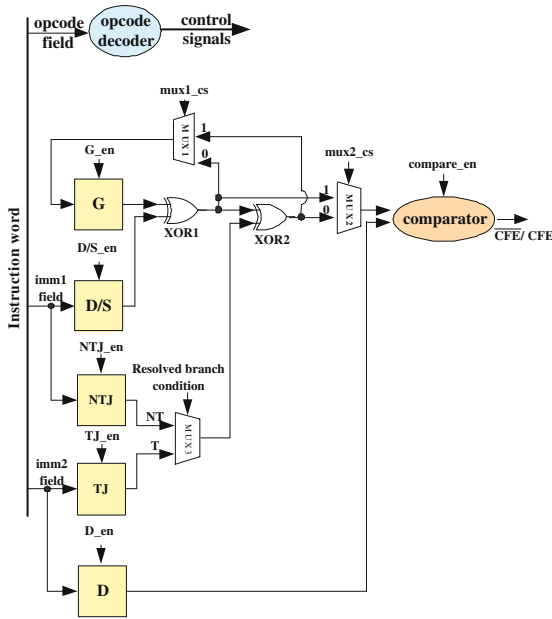 opcode
field
opcode
decoder
control
signals
mux1_cs
MUX1
1
0
G_en
G
XOR1
XOR2
mux2_cs
1
0
MUX2
compare_en
comparator
CFE/ CFE
Instruction word
D/S_en
imm1
field
D/S
NTJ_en
NTJ
NT
Resolved branch
condition
MUX3
TJ_en
T
imm2
field
TJ
D_en
D